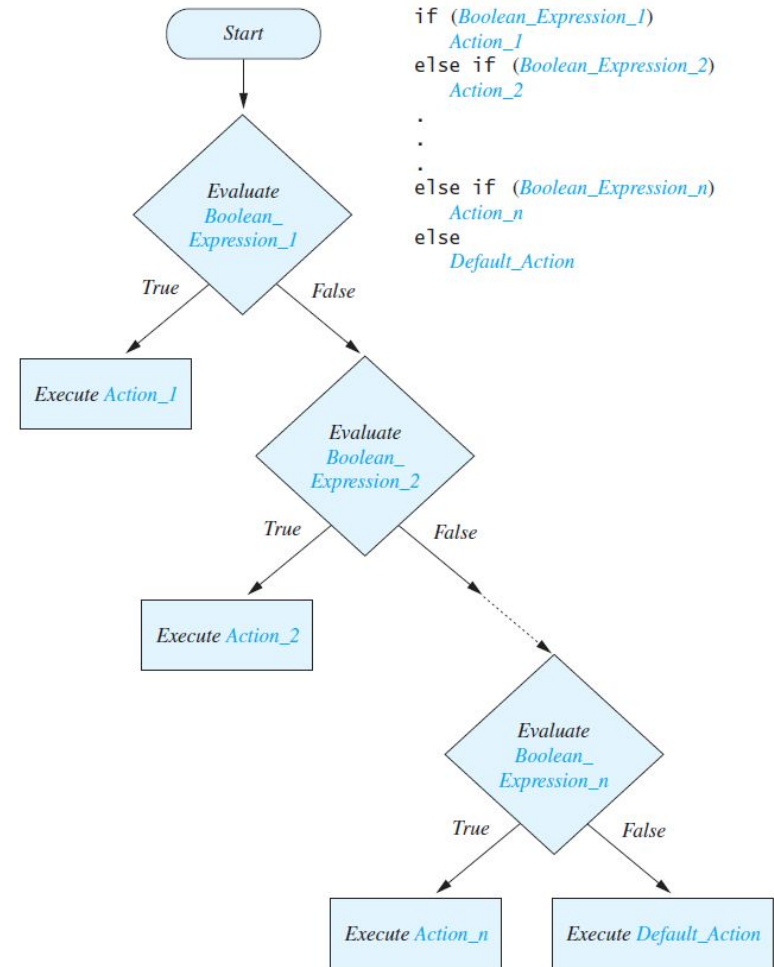 Start
if (Boolean_Expression_1)
Action_1
else if (Boolean_Expression_2)
Action_2
.
.
.
else if (Boolean_Expression_n)
Action_n
else
Default_Action
Evaluate
Boolean_
Expression_1
True
False
Execute Action_1
Evaluate
Boolean_
Expression_2
True
False
Execute Action_2
Evaluate
Boolean_
Expression_n
True
False
Execute Action_n
Execute Default_Action